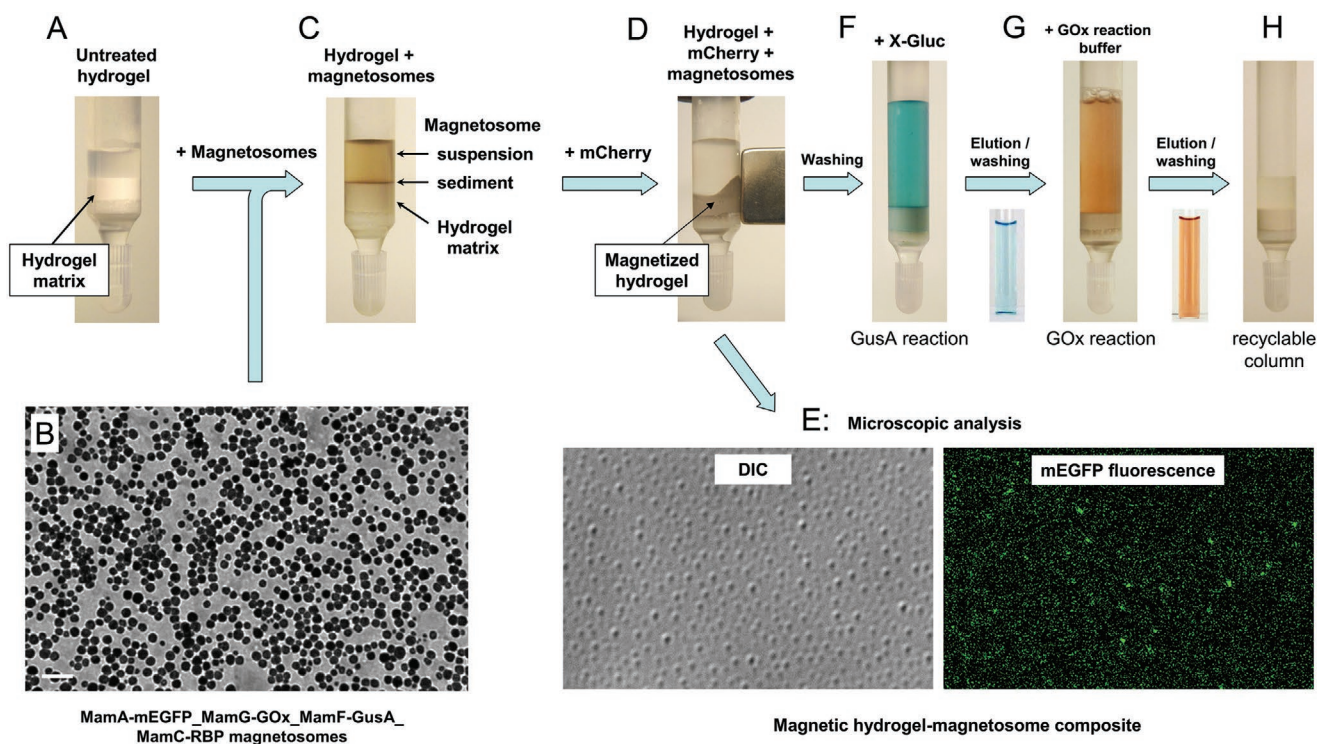 A
Untreated
hydrogel
Hydrogel
matrix
+ Magnetosomes
C
Hydrogel +
magnetosomes
Magnetosome
suspension
sediment
Hydrogel
matrix
+ mCherry
D
Hydrogel +
mCherry +
magnetosomes
Magnetized
hydrogel
Washing
F
+ X-Gluc
GusA reaction
Elution /
washing
G
+ GOx reaction
buffer
GOx reaction
Elution /
washing
H
recyclable
column
B
MamA-mEGFP_MamG-GOx_MamF-GusA_
MamC-RBP magnetosomes
E: Microscopic analysis
DIC
mEGFP fluorescence
Magnetic hydrogel-magnetosome composite